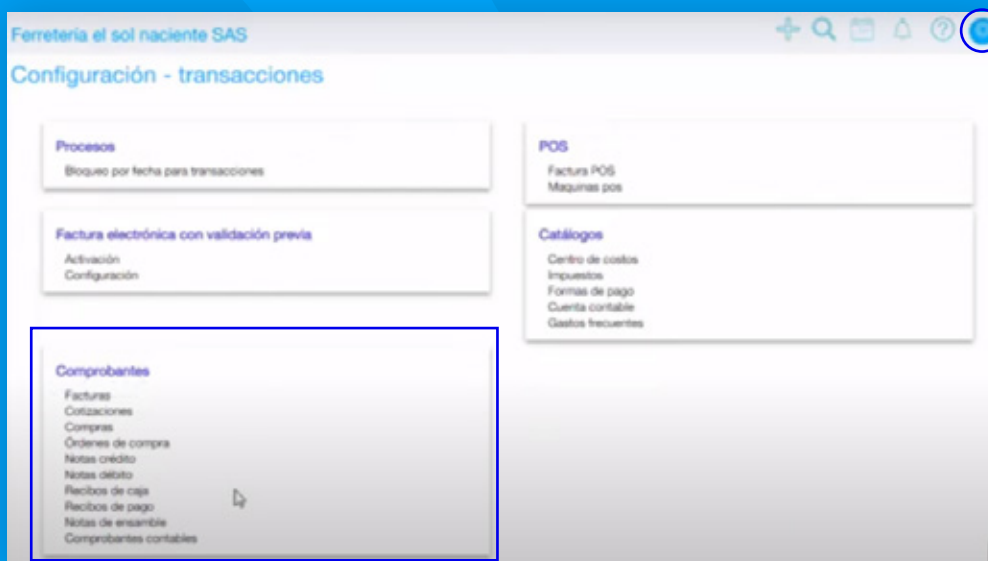 Ferretería el sol naciente SAS
Configuración - transacciones
Procesos
Bloqueo por fecha para transacciones
Factura electrónica con validación previa
Activación
Configuración
Comprobantes
Facturas
Cotizaciones
Compras
Órdenes de compra
Notas crédito
Notas débito
Recibos de caja
Recibos de pago
Notas de ensamble
Comprobantes contables
POS
Factura POS
Maquinas pos
Catálogos
Centro de costos
Impuestos
Formas de pago
Cuenta contable
Gastos frecuentes